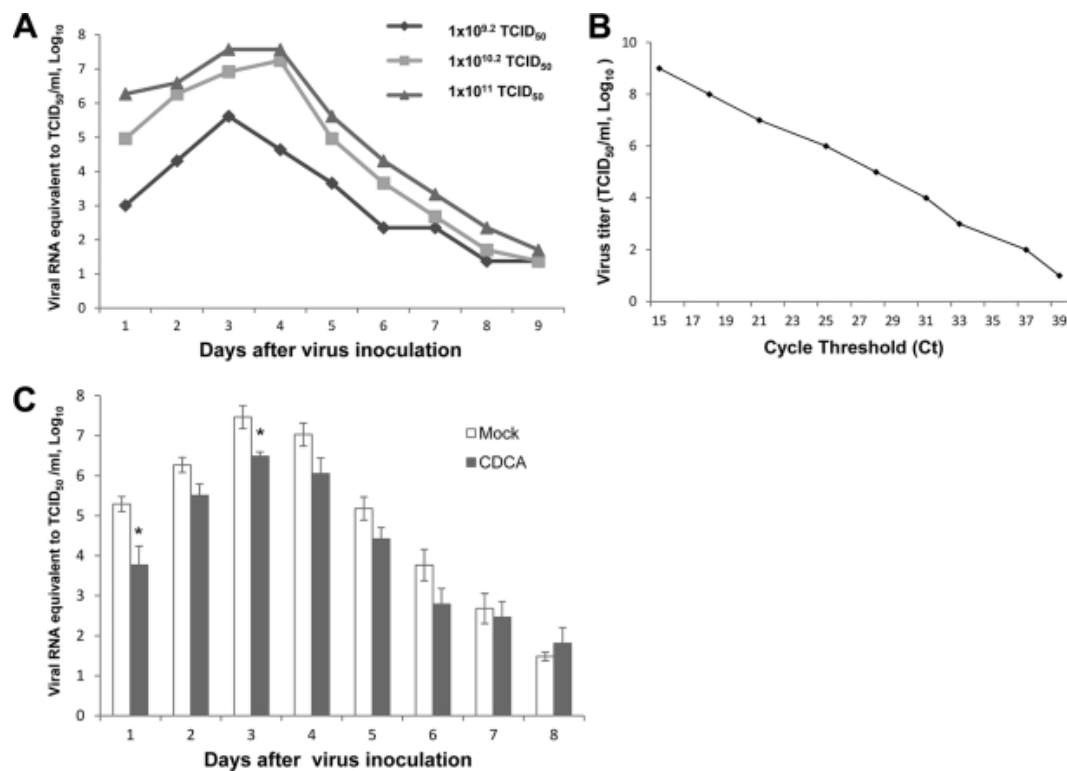 A
1x10^9.2 TCID50
1x10^10.2 TCID50
1x10^11 TCID50
Viral RNA equivalent to TCID50/ml, Log10
8
7
6
5
4
3
2
1
0
1 2 3 4 5 6 7 8 9
Days after virus inoculation
B
Virus titer (TCID50/ml, Log10 )
10
8
6
4
2
0
15 17 19 21 23 25 27 29 31 33 35 37 39
Cycle Threshold (Ct)
C
Viral RNA equivalent to TCID50 /ml, Log10
8
7
6
5
4
3
2
1
0
*
*
Mock
CDCA
1 2 3 4 5 6 7 8
Days after virus inoculation